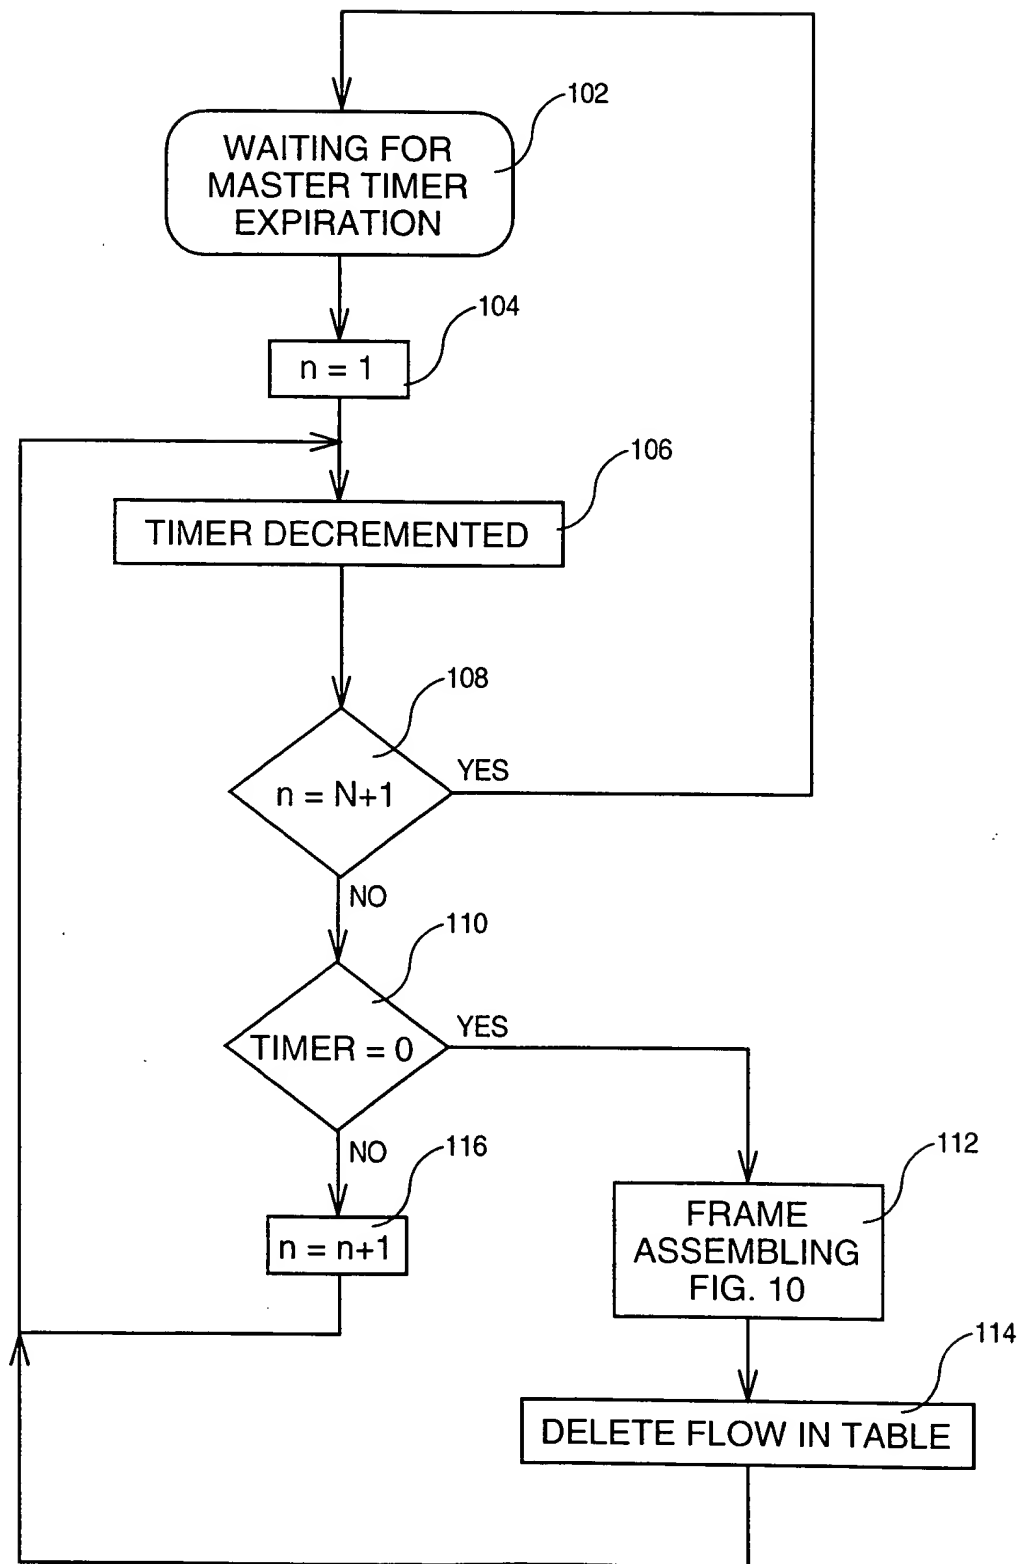 102
WAITING FOR
MASTER TIMER
EXPIRATION
104
n = 1
106
TIMER DECREMENTED
108
n = N+1
YES
NO
110
TIMER = 0
YES
NO
116
n = n+1
112
FRAME
ASSEMBLING
FIG. 10
114
DELETE FLOW IN TABLE